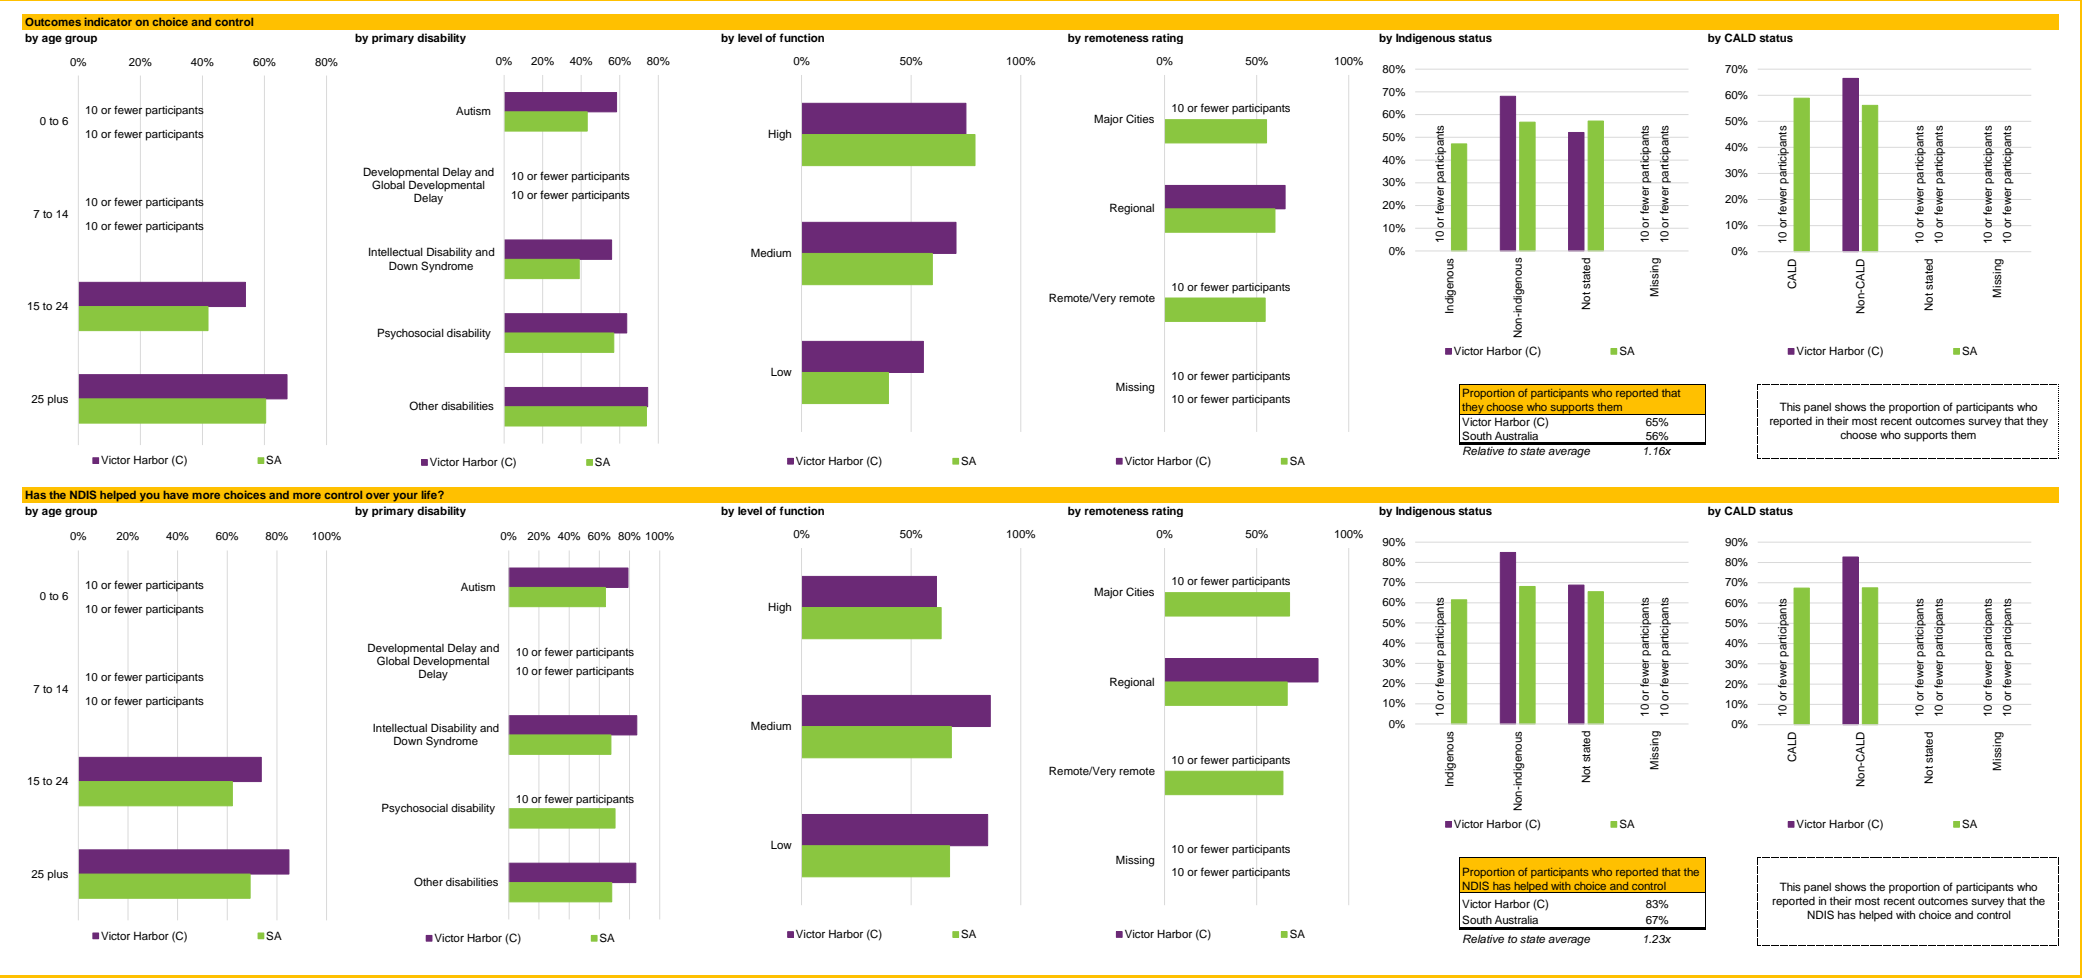 Outcomes indicator on choice and control
by age group
0% 20% 40% 60% 80%
0 to 6
10 or fewer participants
10 or fewer participants
7 to 14
10 or fewer participants
10 or fewer participants
15 to 24
25 plus
Victor Harbor (C) SA
by primary disability
0% 20% 40% 60% 80%
Autism
Developmental Delay and
Global Developmental
Delay
10 or fewer participants
10 or fewer participants
Intellectual Disability and
Down Syndrome
Psychosocial disability
Other disabilities
Victor Harbor (C) SA
by level of function
0% 50% 100%
High
Medium
Low
Victor Harbor (C) SA
by remoteness rating
0% 50% 100%
Major Cities
10 or fewer participants
Regional
Remote/Very remote
10 or fewer participants
Missing
10 or fewer participants
10 or fewer participants
Victor Harbor (C) SA
by Indigenous status
80%
70%
60%
50%
40%
30%
20%
10%
0%
10 or fewer participants
10 or fewer participants
10 or fewer participants
Indigenous
Non-indigenous
Not stated
Missing
Victor Harbor (C) SA
by CALD status
70%
60%
50%
40%
30%
20%
10%
0%
10 or fewer participants
10 or fewer participants
10 or fewer participants
10 or fewer participants
10 or fewer participants
CALD
Non-CALD
Not stated
Missing
Victor Harbor (C) SA
Proportion of participants who reported that
they choose who supports them
Victor Harbor (C) 65%
South Australia 56%
Relative to state average 1.16x
This panel shows the proportion of participants who
reported in their most recent outcomes survey that they
choose who supports them
Has the NDIS helped you have more choices and more control over your life?
by age group
0% 20% 40% 60% 80% 100%
0 to 6
10 or fewer participants
10 or fewer participants
7 to 14
10 or fewer participants
10 or fewer participants
15 to 24
25 plus
Victor Harbor (C) SA
by primary disability
0% 20% 40% 60% 80% 100%
Autism
Developmental Delay and
Global Developmental
Delay
10 or fewer participants
10 or fewer participants
Intellectual Disability and
Down Syndrome
Psychosocial disability
10 or fewer participants
Other disabilities
Victor Harbor (C) SA
by level of function
0% 50% 100%
High
Medium
Low
Victor Harbor (C) SA
by remoteness rating
0% 50% 100%
Major Cities
10 or fewer participants
Regional
Remote/Very remote
10 or fewer participants
Missing
10 or fewer participants
10 or fewer participants
Victor Harbor (C) SA
by Indigenous status
90%
80%
70%
60%
50%
40%
30%
20%
10%
0%
10 or fewer participants
10 or fewer participants
10 or fewer participants
Indigenous
Non-indigenous
Not stated
Missing
Victor Harbor (C) SA
by CALD status
90%
80%
70%
60%
50%
40%
30%
20%
10%
0%
10 or fewer participants
10 or fewer participants
10 or fewer participants
10 or fewer participants
10 or fewer participants
CALD
Non-CALD
Not stated
Missing
Victor Harbor (C) SA
Proportion of participants who reported that the
NDIS has helped with choice and control
Victor Harbor (C) 83%
South Australia 67%
Relative to state average 1.23x
This panel shows the proportion of participants who
reported in their most recent outcomes survey that the
NDIS has helped with choice and control